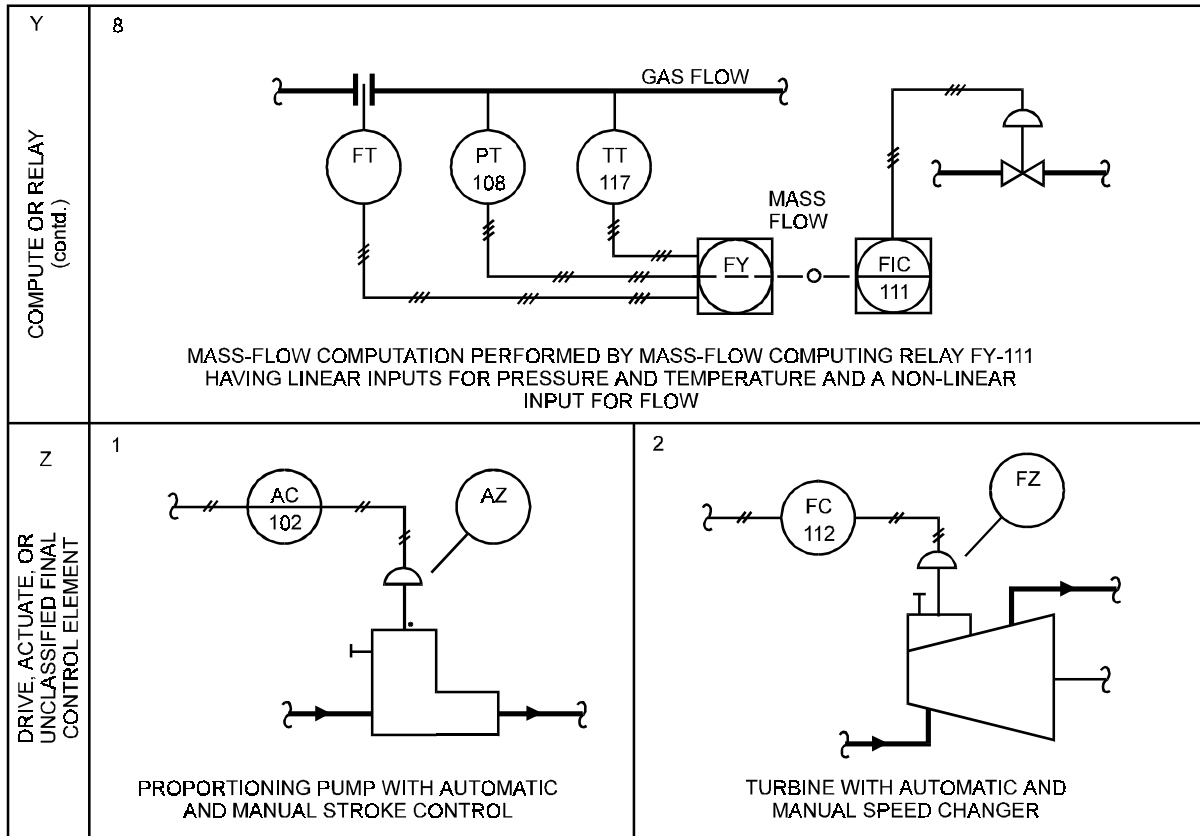 Y
8
COMPUTE OR RELAY
(contd.)
GAS FLOW
FT
PT
108
TT
117
MASS
FLOW
FY
FIC
111
MASS-FLOW COMPUTATION PERFORMED BY MASS-FLOW COMPUTING RELAY FY-111
HAVING LINEAR INPUTS FOR PRESSURE AND TEMPERATURE AND A NON-LINEAR
INPUT FOR FLOW
Z
DRIVE, ACTUATE, OR
UNCLASSIFIED FINAL
CONTROL ELEMENT
1
AC
102
AZ
PROPORTIONING PUMP WITH AUTOMATIC
AND MANUAL STROKE CONTROL
2
FC
112
FZ
TURBINE WITH AUTOMATIC AND
MANUAL SPEED CHANGER